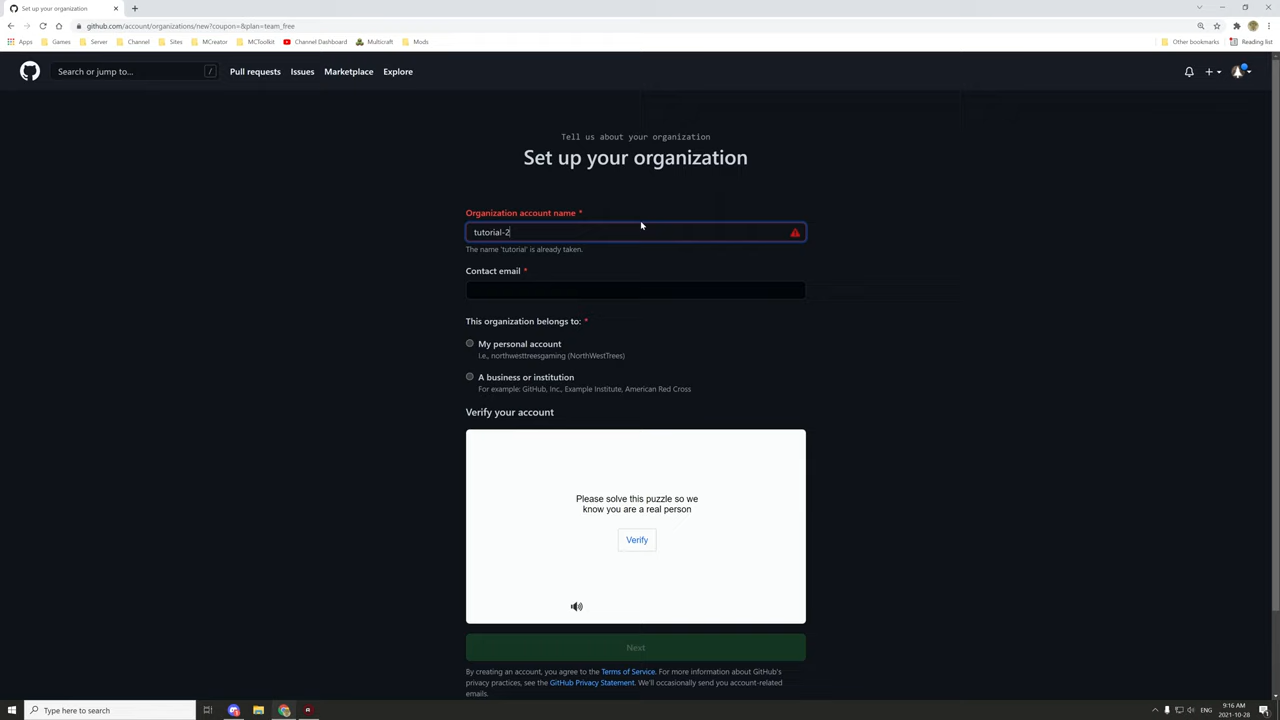 Set up your organization
github.com/account/organizations/new?coupon=&plan=team_free
Apps
Games
Server
Channel
Sites
MCreator
MCToolkit
Channel Dashboard
Multicraft
Mods
Other bookmarks
Reading list
Search or jump to...
/
Pull requests
Issues
Marketplace
Explore
Tell us about your organization
Set up your organization
Organization account name *
tutorial-2
The name 'tutorial' is already taken.
Contact email *
This organization belongs to: *
My personal account
I.e., northwesttreesgaming (NorthWestTrees)
A business or institution
For example: GitHub, Inc., Example Institute, American Red Cross
Verify your account
Please solve this puzzle so we
know you are a real person
Verify
Next
By creating an account, you agree to the Terms of Service. For more information about GitHub's
privacy practices, see the GitHub Privacy Statement. We'll occasionally send you account-related
emails.
Type here to search
ENG
9:16 AM
2021-10-28